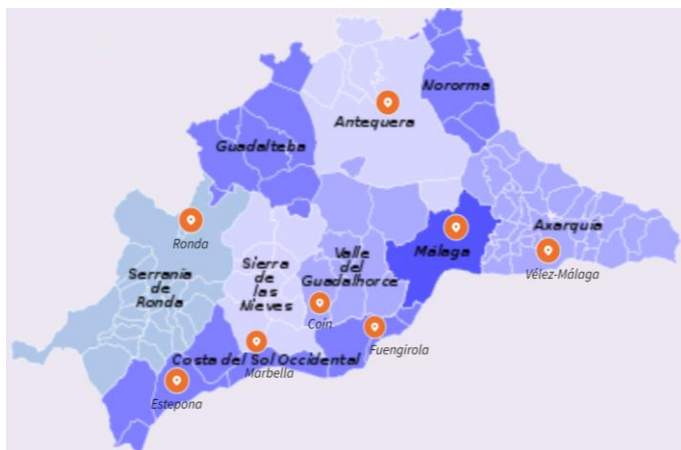 Nororma
Antequera
Guadalteba
Ronda
Málaga
Axarquía
Vélez-Málaga
Serranía
de
Ronda
Sierra
de
las
Nieves
Valle
del
Guadalhorce
Coín
Fuengirola
Costa del Sol Occidental
Marbella
Estepona